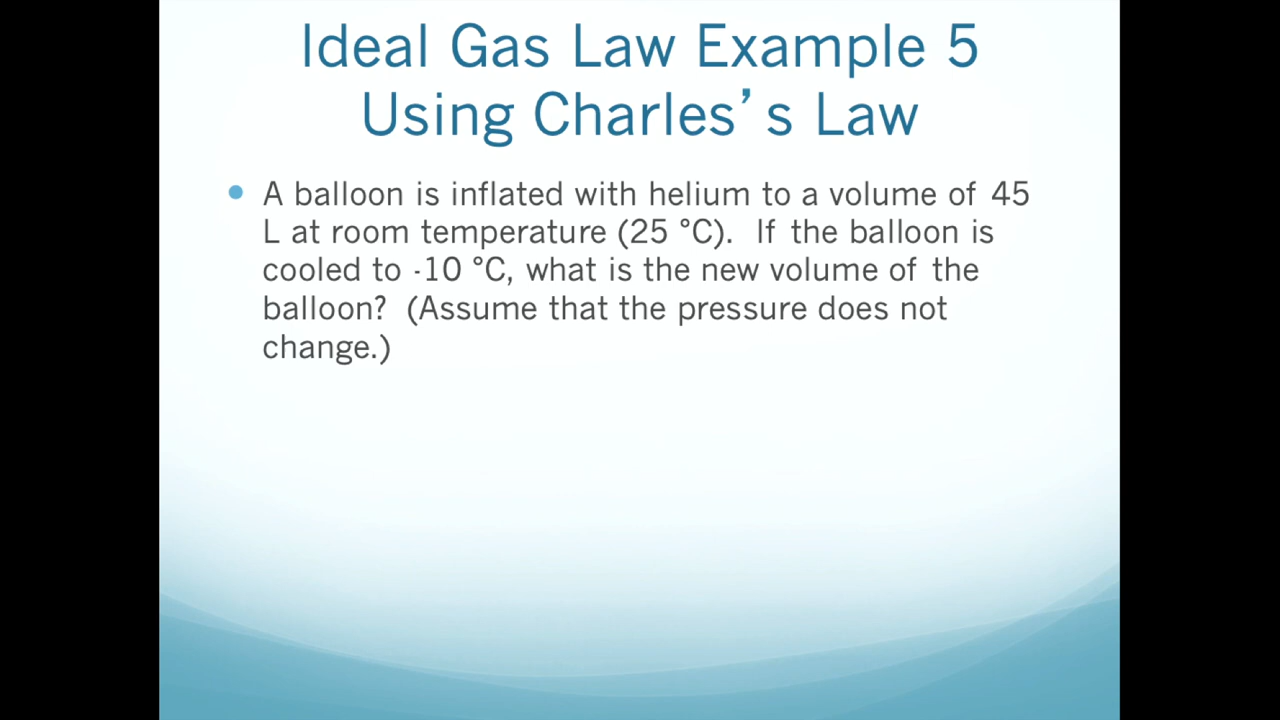 Ideal Gas Law Example 5
Using Charles’s Law
• A balloon is inflated with helium to a volume of 45
L at room temperature (25 °C).  If the balloon is
cooled to -10 °C, what is the new volume of the
balloon?  (Assume that the pressure does not
change.)